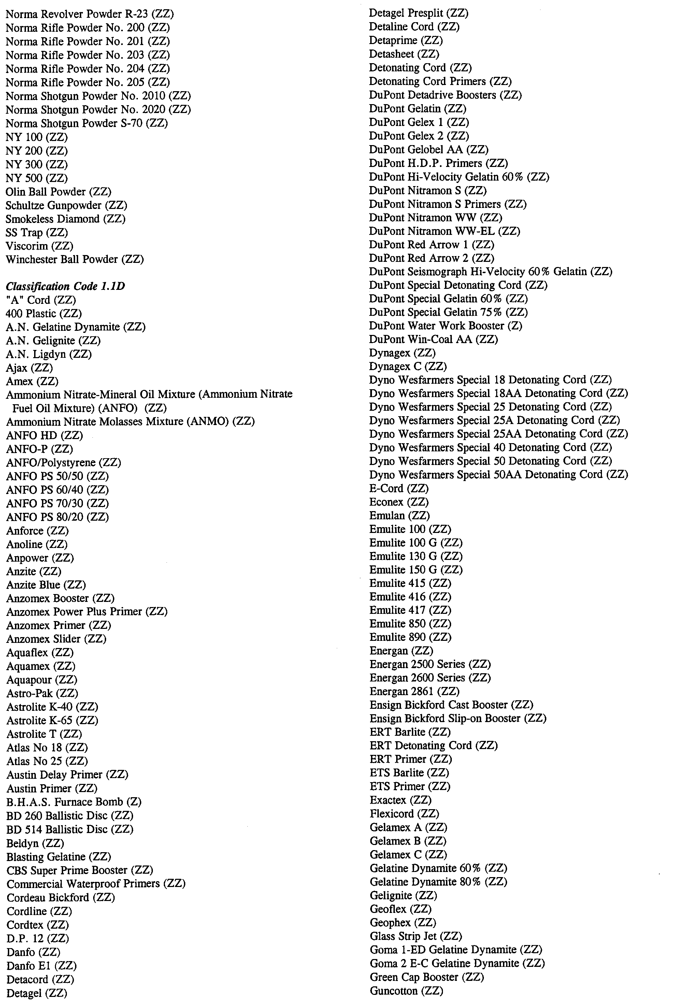 Norma Revolver Powder R-23 (ZZ)
Norma Rifle Powder No. 200 (ZZ)
Norma Rifle Powder No. 201 (ZZ)
Norma Rifle Powder No. 203 (ZZ)
Norma Rifle Powder No. 204 (ZZ)
Norma Rifle Powder No. 205 (ZZ)
Norma Shotgun Powder No. 2010 (ZZ)
Norma Shotgun Powder No. 2020 (ZZ)
Norma Shotgun Powder S-70 (ZZ)
NY 100 (ZZ)
NY 200 (ZZ)
NY 300 (ZZ)
NY 500 (ZZ)
Olin Ball Powder (ZZ)
Schultze Gunpowder (ZZ)
Smokeless Diamond (ZZ)
SS Trap (ZZ)
Viscorim (ZZ)
Winchester Ball Powder (ZZ)
Classification Code 1.1D
"A" Cord (ZZ)
400 Plastic (ZZ)
A.N. Gelatine Dynamite (ZZ)
A.N. Gelignite (ZZ)
A.N. Ligdyn (ZZ)
Ajax (ZZ)
Amex (ZZ)
Ammonium Nitrate-Mineral Oil Mixture (Ammonium Nitrate
Fuel Oil Mixture) (ANFO) (ZZ)
Ammonium Nitrate Molasses Mixture (ANMO) (ZZ)
ANFO HD (ZZ)
ANFO-P (ZZ)
ANFO/Polystyrene (ZZ)
ANFO PS 50/50 (ZZ)
ANFO PS 60/40 (ZZ)
ANFO PS 70/30 (ZZ)
ANFO PS 80/20 (ZZ)
Anforce (ZZ)
Anoline (ZZ)
Anpower (ZZ)
Anzite (ZZ)
Anzite Blue (ZZ)
Anzomex Booster (ZZ)
Anzomex Power Plus Primer (ZZ)
Anzomex Primer (ZZ)
Anzomex Slider (ZZ)
Aquaflex (ZZ)
Aquamex (ZZ)
Aquapour (ZZ)
Astro-Pak (ZZ)
Astrolite K-40 (ZZ)
Astrolite K-65 (ZZ)
Astrolite T (ZZ)
Atlas No 18 (ZZ)
Atlas No 25 (ZZ)
Austin Delay Primer (ZZ)
Austin Primer (ZZ)
B.H.A.S. Furnace Bomb (Z)
BD 260 Ballistic Disc (ZZ)
BD 514 Ballistic Disc (ZZ)
Beldyn (ZZ)
Blasting Gelatine (ZZ)
CBS Super Prime Booster (ZZ)
Commercial Waterproof Primers (ZZ)
Cordeau Bickford (ZZ)
Cordline (ZZ)
Cordtex (ZZ)
D.P. 12 (ZZ)
Danfo (ZZ)
Danfo E1 (ZZ)
Detacord (ZZ)
Detagel (ZZ)
Detagel Presplit (ZZ)
Detaline Cord (ZZ)
Detaprime (ZZ)
Detasheet (ZZ)
Detonating Cord (ZZ)
Detonating Cord Primers (ZZ)
DuPont Detadrive Boosters (ZZ)
DuPont Gelatin (ZZ)
DuPont Gelex 1 (ZZ)
DuPont Gelex 2 (ZZ)
DuPont Gelobel AA (ZZ)
DuPont H.D.P. Primers (ZZ)
DuPont Hi-Velocity Gelatin 60% (ZZ)
DuPont Nitramon S (ZZ)
DuPont Nitramon S Primers (ZZ)
DuPont Nitramon WW (ZZ)
DuPont Nitramon WW-EL (ZZ)
DuPont Red Arrow 1 (ZZ)
DuPont Red Arrow 2 (ZZ)
DuPont Seismograph Hi-Velocity 60% Gelatin (ZZ)
DuPont Special Detonating Cord (ZZ)
DuPont Special Gelatin 60% (ZZ)
DuPont Special Gelatin 75% (ZZ)
DuPont Water Work Booster (Z)
DuPont Win-Coal AA (ZZ)
Dynagex (ZZ)
Dynagex C (ZZ)
Dyno Wesfarmers Special 18 Detonating Cord (ZZ)
Dyno Wesfarmers Special 18AA Detonating Cord (ZZ)
Dyno Wesfarmers Special 25 Detonating Cord (ZZ)
Dyno Wesfarmers Special 25A Detonating Cord (ZZ)
Dyno Wesfarmers Special 25AA Detonating Cord (ZZ)
Dyno Wesfarmers Special 40 Detonating Cord (ZZ)
Dyno Wesfarmers Special 50 Detonating Cord (ZZ)
Dyno Wesfarmers Special 50AA Detonating Cord (ZZ)
E-Cord (ZZ)
Econex (ZZ)
Emulan (ZZ)
Emulite 100 (ZZ)
Emulite 100 G (ZZ)
Emulite 130 G (ZZ)
Emulite 150 G (ZZ)
Emulite 415 (ZZ)
Emulite 416 (ZZ)
Emulite 417 (ZZ)
Emulite 850 (ZZ)
Emulite 890 (ZZ)
Energan (ZZ)
Energan 2500 Series (ZZ)
Energan 2600 Series (ZZ)
Energan 2861 (ZZ)
Ensign Bickford Cast Booster (ZZ)
Ensign Bickford Slip-on Booster (ZZ)
ERT Barlite (ZZ)
ERT Detonating Cord (ZZ)
ERT Primer (ZZ)
ETS Barlite (ZZ)
ETS Primer (ZZ)
Exactex (ZZ)
Flexicord (ZZ)
Gelamex A (ZZ)
Gelamex B (ZZ)
Gelamex C (ZZ)
Gelatine Dynamite 60% (ZZ)
Gelatine Dynamite 80% (ZZ)
Gelignite (ZZ)
Geoflex (ZZ)
Geophex (ZZ)
Glass Strip Jet (ZZ)
Goma 1-ED Gelatine Dynamite (ZZ)
Goma 2 E-C Gelatine Dynamite (ZZ)
Green Cap Booster (ZZ)
Guncotton (ZZ)